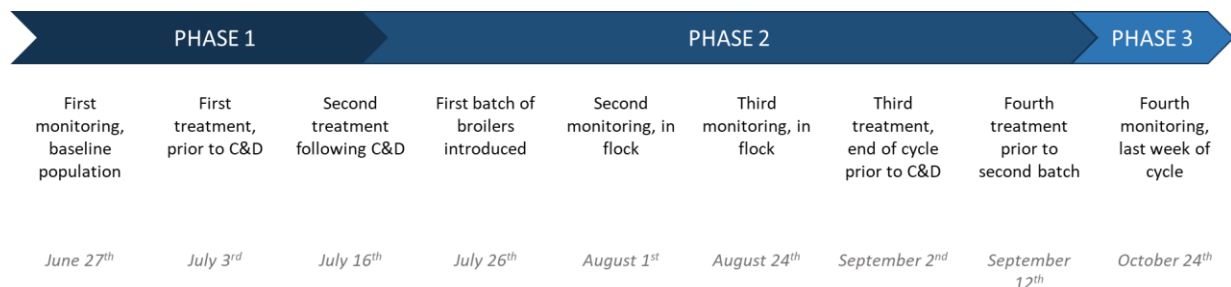 PHASE 1
PHASE 2
PHASE 3
First
monitoring,
baseline
population
First
treatment,
prior to C&D
Second
treatment
following C&D
First batch of
broilers
introduced
Second
monitoring, in
flock
Third
monitoring, in
flock
Third
treatment,
end of cycle
prior to C&D
Fourth
treatment
prior to
second batch
Fourth
monitoring,
last week of
cycle
June 27th
July 3rd
July 16th
July 26th
August 1st
August 24th
September 2nd
September
12th
October 24th